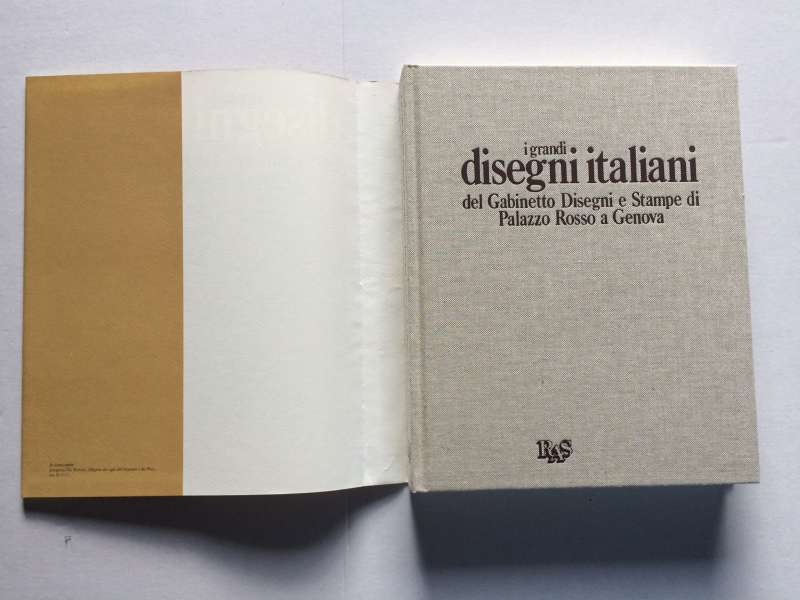 i grandi
disegni italiani
del Gabinetto Disegni e Stampe di
Palazzo Rosso a Genova
RAS